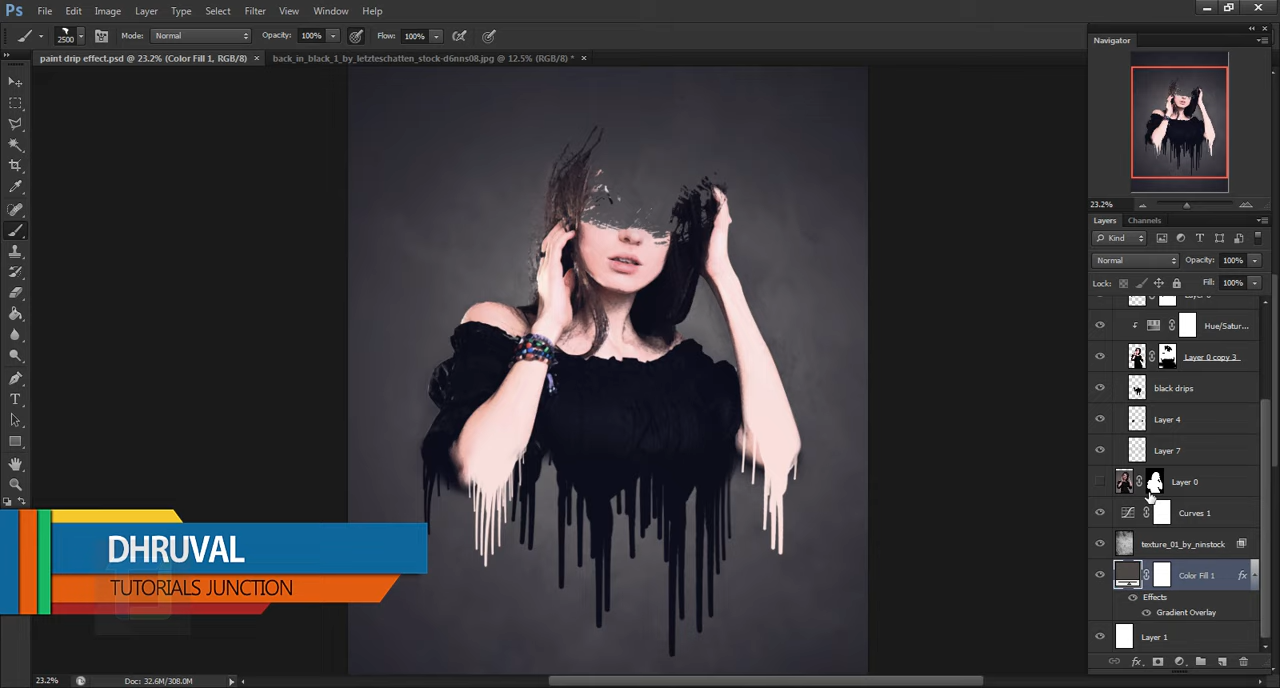 Ps File Edit Image Layer Type Select Filter View Window Help
2500 Mode: Normal Opacity: 100% Flow: 100%
paint drip effect.psd @ 23.2% (Color Fill 1, RGB/8) × back_in_black_1_by_letzteschatten_stock-d6nns08.jpg @ 12.5% (RGB/8) * ×
Navigator
23.2%
Layers Channels
Kind
Normal Opacity: 100%
Lock: Fill: 100%
Hue/Satur...
Layer 0 copy 3
black drips
Layer 4
Layer 7
Layer 0
Curves 1
texture_01_by_ninstock
Color Fill 1 fx
Effects
Gradient Overlay
Layer 1
DHRUVAL
TUTORIALS JUNCTION
23.2% Doc: 32.6M/308.0M